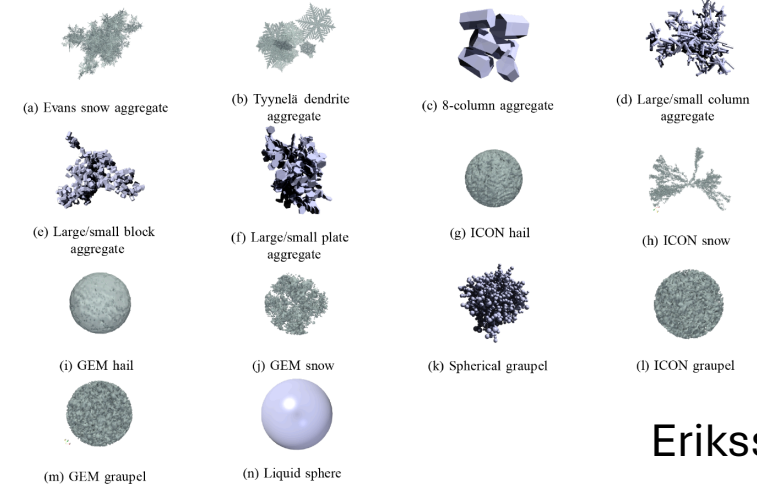 (a) Evans snow aggregate
(b) Tyynelä dendrite
aggregate
(c) 8-column aggregate
(d) Large/small column
aggregate
(e) Large/small block
aggregate
(f) Large/small plate
aggregate
(g) ICON hail
(h) ICON snow
(i) GEM hail
(j) GEM snow
(k) Spherical graupel
(l) ICON graupel
(m) GEM graupel
(n) Liquid sphere